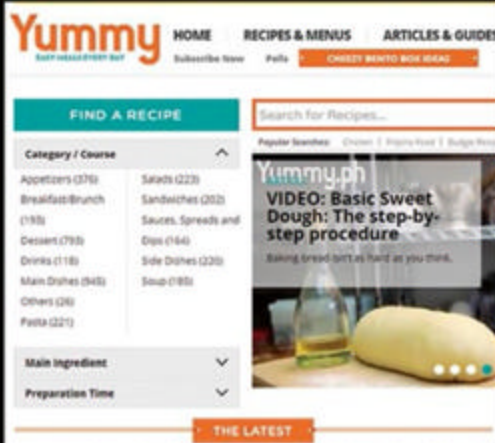 Yummy
EASY MEALS EVERY DAY
HOME RECIPES & MENUS ARTICLES & GUIDES
Subscribe Now Polls CHEEZY BENTO BOX IDEAS
FIND A RECIPE
Search for Recipes...
Category / Course
Popular Searches: Chicken
Appetizers (376)
Breakfast/Brunch
(193)
Dessert (793)
Drinks (118)
Main Dishes (945)
Others (26)
Pasta (221)
Salads (223)
Sandwiches (202)
Sauces, Spreads and
Dips (164)
Side Dishes (220)
Soup (185)
Yummy.ph
VIDEO: Basic Sweet
Dough: The step-by-
step procedure
Baking bread isn't as hard as you think.
Main Ingredient
Preparation Time
THE LATEST